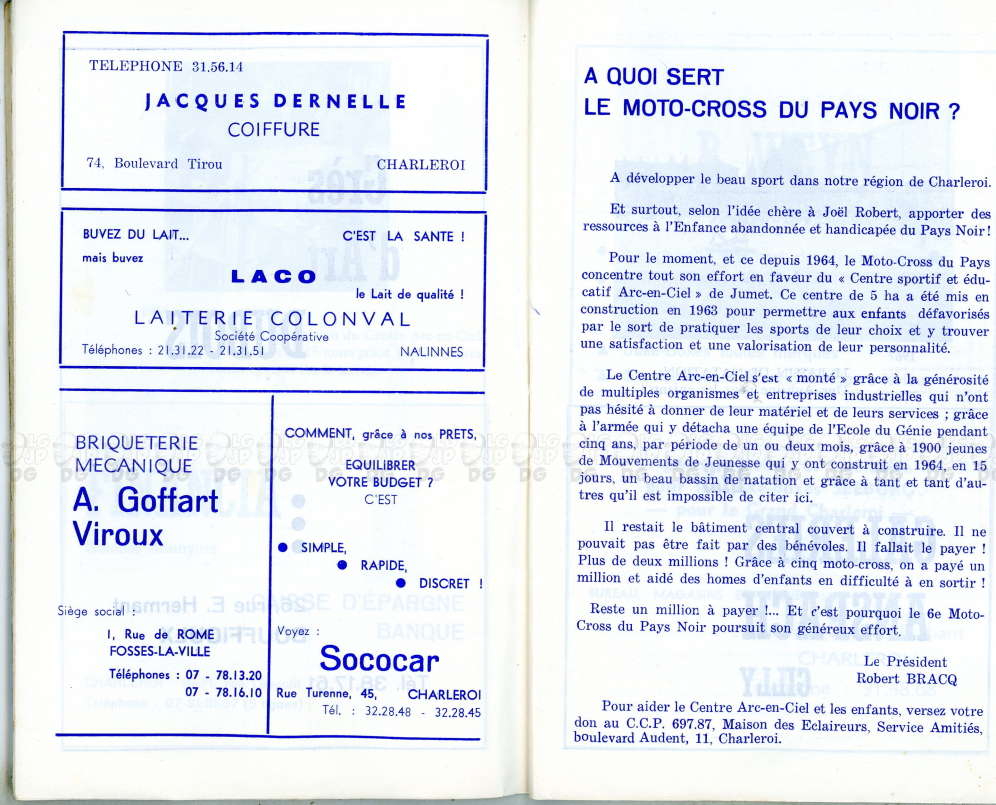 TELEPHONE 31.56.14
JACQUES DERNELLE
COIFFURE
74, Boulevard Tirou CHARLEROI
BUVEZ DU LAIT... C'EST LA SANTE !
mais buvez
LACO
le Lait de qualité !
LAITERIE COLONVAL
Société Coopérative
Téléphones : 21.31.22 - 21.31.51 NALINNES
BRIQUETERIE
MECANIQUE
A. Goffart
Viroux
Siège social :
1, Rue de ROME
FOSSES-LA-VILLE
Téléphones : 07 - 78.13.20
07 - 78.16.10
COMMENT, grâce à nos PRETS,
EQUILIBRER
VOTRE BUDGET ?
C'EST
● SIMPLE,
● RAPIDE,
● DISCRET !
Voyez :
Sococar
Rue Turenne, 45, CHARLEROI
Tél. : 32.28.48 - 32.28.45
A QUOI SERT
LE MOTO-CROSS DU PAYS NOIR ?
A développer le beau sport dans notre région de Charleroi.
Et surtout, selon l'idée chère à Joël Robert, apporter des
ressources à l'Enfance abandonnée et handicapée du Pays Noir!
Pour le moment, et ce depuis 1964, le Moto-Cross du Pays
concentre tout son effort en faveur du « Centre sportif et édu-
catif Arc-en-Ciel » de Jumet. Ce centre de 5 ha a été mis en
construction en 1963 pour permettre aux enfants défavorisés
par le sort de pratiquer les sports de leur choix et y trouver
une satisfaction et une valorisation de leur personnalité.
Le Centre Arc-en-Ciel s'est « monté » grâce à la générosité
de multiples organismes et entreprises industrielles qui n'ont
pas hésité à donner de leur matériel et de leurs services ; grâce
à l'armée qui y détacha une équipe de l'Ecole du Génie pendant
cinq ans, par période de un ou deux mois, grâce à 1900 jeunes
de Mouvements de Jeunesse qui y ont construit en 1964, en 15
jours, un beau bassin de natation et grâce à tant et tant d'au-
tres qu'il est impossible de citer ici.
Il restait le bâtiment central couvert à construire. Il ne
pouvait pas être fait par des bénévoles. Il fallait le payer !
Plus de deux millions ! Grâce à cinq moto-cross, on a payé un
million et aidé des homes d'enfants en difficulté à en sortir !
Reste un million à payer !... Et c'est pourquoi le 6e Moto-
Cross du Pays Noir poursuit son généreux effort.
Le Président
Robert BRACQ
Pour aider le Centre Arc-en-Ciel et les enfants, versez votre
don au C.C.P. 697.87, Maison des Eclaireurs, Service Amitiés,
boulevard Audent, 11, Charleroi.